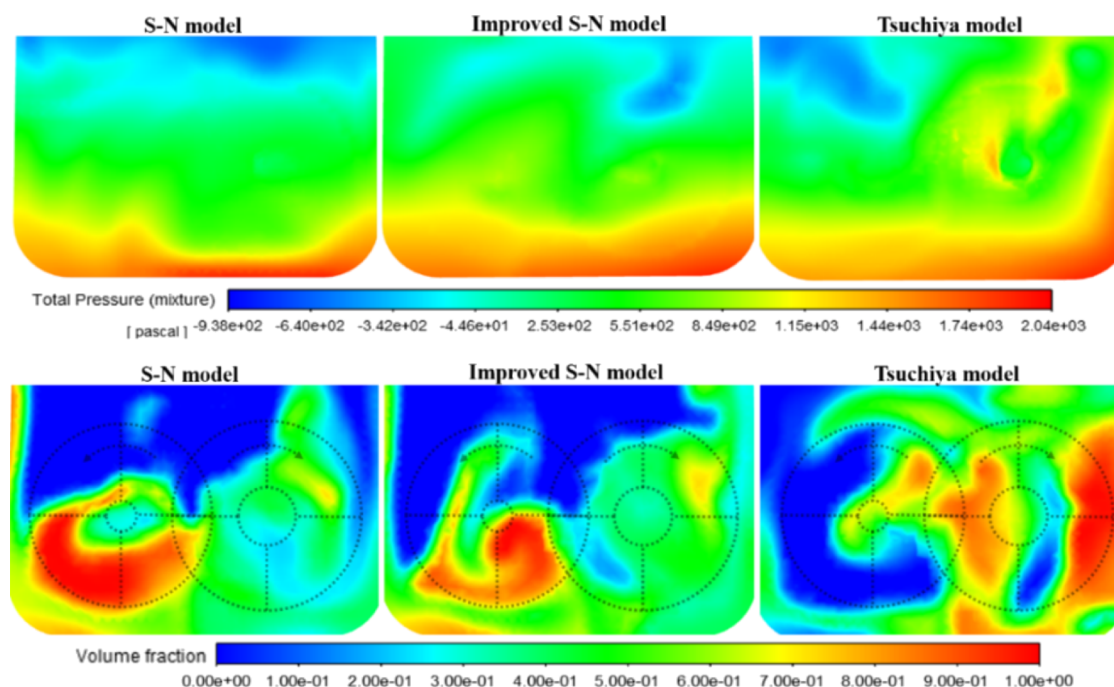 S-N model Improved S-N model Tsuchiya model
Total Pressure (mixture)
[ pascal ] -9.38e+02 -6.40e+02 -3.42e+02 -4.46e+01 2.53e+02 5.51e+02 8.49e+02 1.15e+03 1.44e+03 1.74e+03 2.04e+03
S-N model Improved S-N model Tsuchiya model
Volume fraction
0.00e+00 1.00e-01 2.00e-01 3.00e-01 4.00e-01 5.00e-01 6.00e-01 7.00e-01 8.00e-01 9.00e-01 1.00e+00